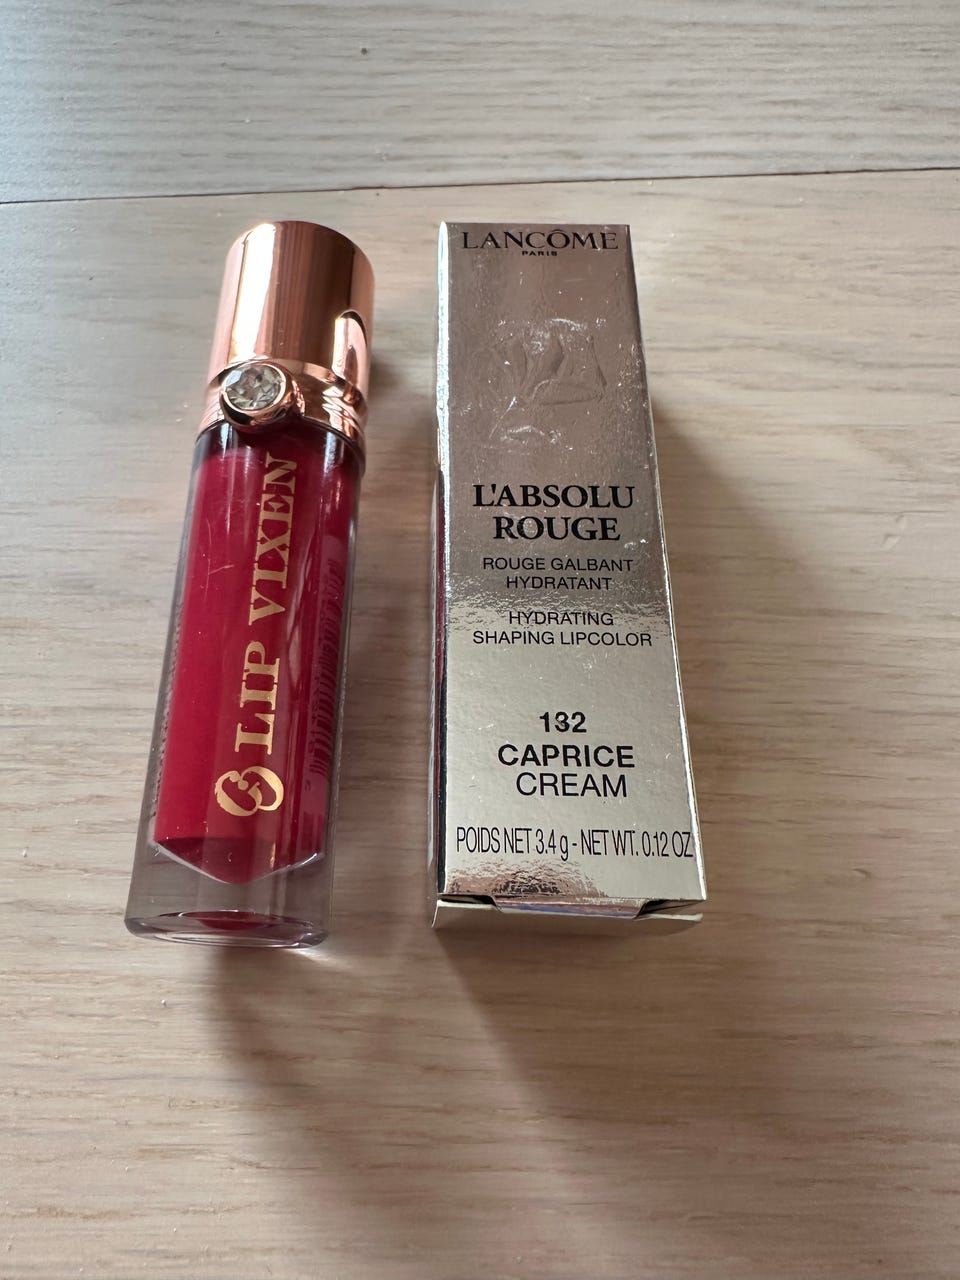 LIP VIXEN
LANCÔME
PARIS
L'ABSOLU
ROUGE
ROUGE GALBANT
HYDRATANT
HYDRATING
SHAPING LIPCOLOR
132
CAPRICE
CREAM
POIDS NET 3.4 g - NET WT. 0.12 OZ